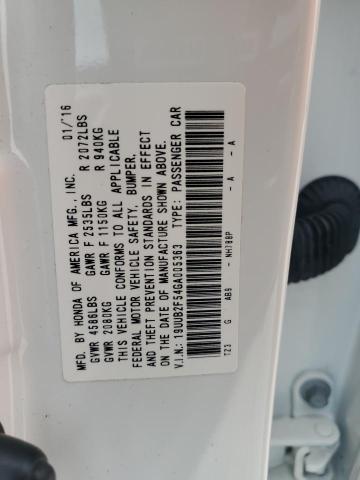 MFD. BY HONDA OF AMERICA MFG., INC. 01/'16
GVWR 4586LBS GAWR F 2535LBS R 2072LBS
GVWR 2080KG GAWR F 1150KG R 940KG
THIS VEHICLE CONFORMS TO ALL APPLICABLE
FEDERAL MOTOR VEHICLE SAFETY, BUMPER,
AND THEFT PREVENTION STANDARDS IN EFFECT
ON THE DATE OF MANUFACTURE SHOWN ABOVE.
V.I.N.: 19UUB2F54GA005363 TYPE: PASSENGER CAR
T23 G AB9 - NH788P - A - A